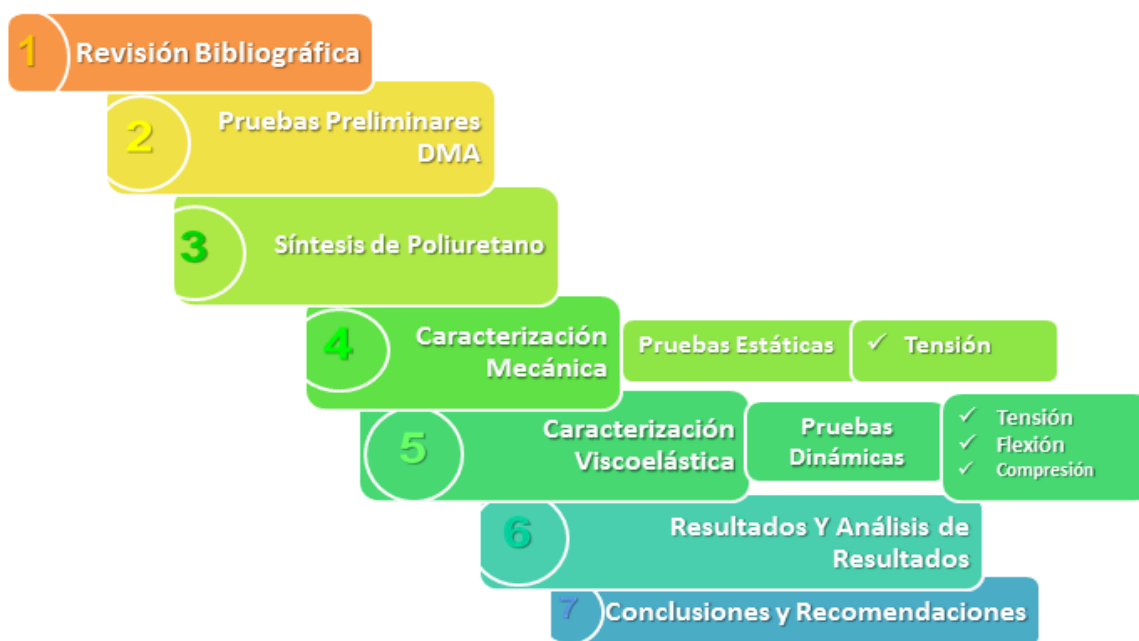 1 Revisión Bibliográfica
2 Pruebas Preliminares
DMA
3 Síntesis de Poliuretano
4 Caracterización
Mecánica
Pruebas Estáticas
✓ Tensión
5 Caracterización
Viscoelástica
Pruebas
Dinámicas
✓ Tensión
✓ Flexión
✓ Compresión
6 Resultados Y Análisis de
Resultados
7 Conclusiones y Recomendaciones